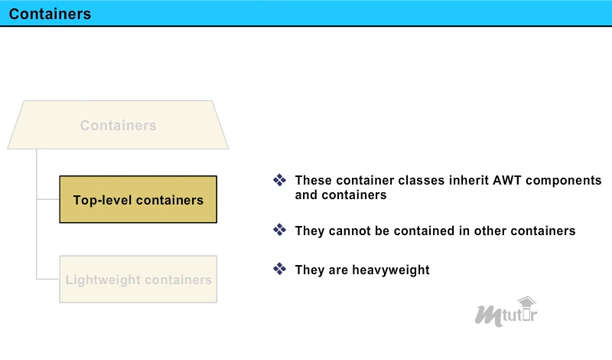 Containers
Containers
Top-level containers
Lightweight containers
These container classes inherit AWT components
and containers
They cannot be contained in other containers
They are heavyweight
mtutor